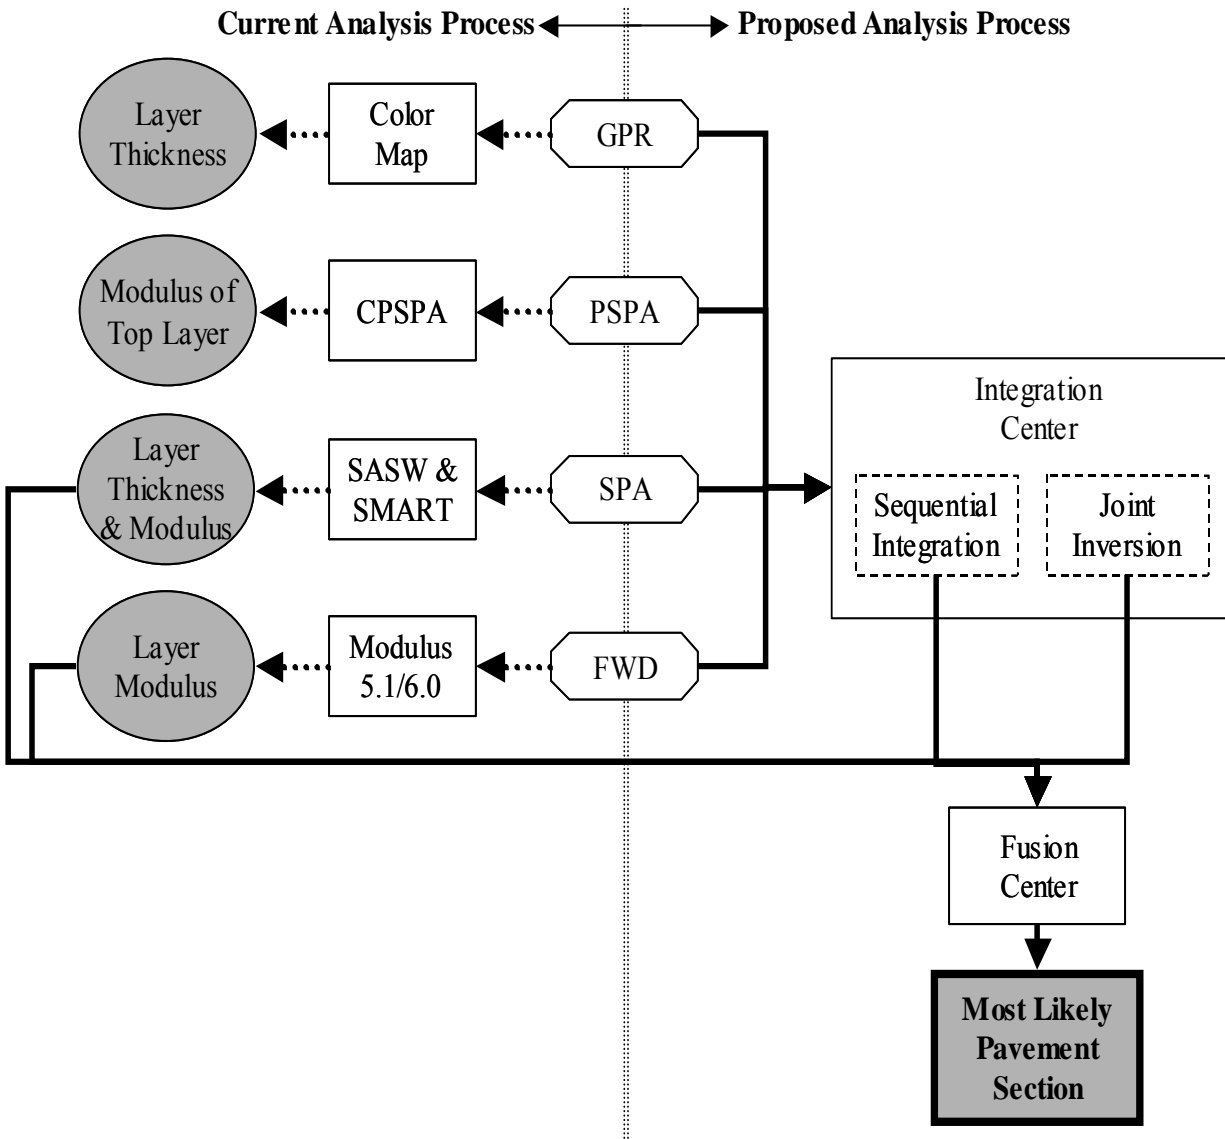 Current Analysis Process
Proposed Analysis Process
Layer
Thickness
Color
Map
GPR
Modulus of
Top Layer
CPSPA
PSPA
Layer
Thickness
& Modulus
SASW &
SMART
SPA
Layer
Modulus
Modulus
5.1/6.0
FWD
Integration
Center
Sequential
Integration
Joint
Inversion
Fusion
Center
Most Likely
Pavement
Section